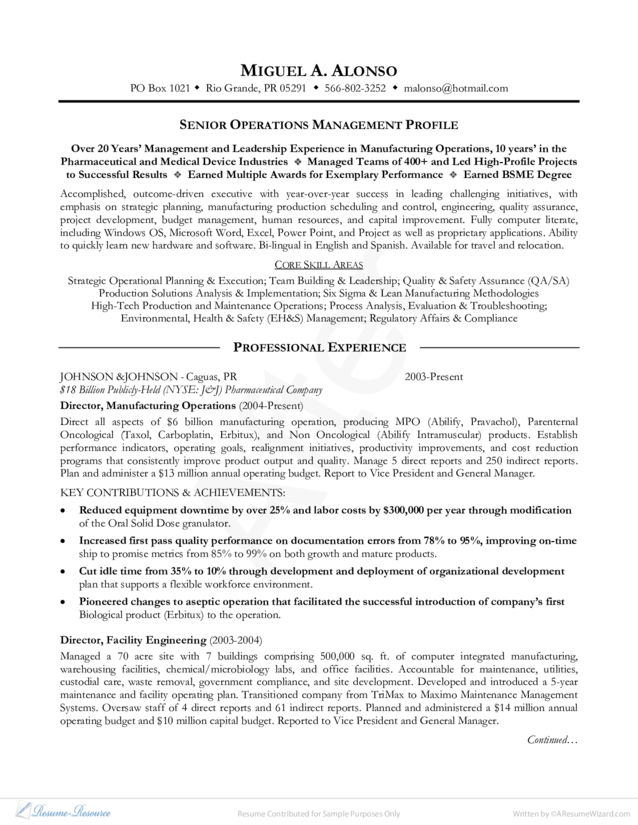 MIGUEL A. ALONSO
PO Box 1021 ◆ Rio Grande, PR 05291 ◆ 566-802-3252 ◆ malonso@hotmail.com
SENIOR OPERATIONS MANAGEMENT PROFILE
Over 20 Years' Management and Leadership Experience in Manufacturing Operations, 10 years' in the
Pharmaceutical and Medical Device Industries ❖ Managed Teams of 400+ and Led High-Profile Projects
to Successful Results ❖ Earned Multiple Awards for Exemplary Performance ❖ Earned BSME Degree
Accomplished, outcome-driven executive with year-over-year success in leading challenging initiatives, with
emphasis on strategic planning, manufacturing production scheduling and control, engineering, quality assurance,
project development, budget management, human resources, and capital improvement. Fully computer literate,
including Windows OS, Microsoft Word, Excel, Power Point, and Project as well as proprietary applications. Ability
to quickly learn new hardware and software. Bi-lingual in English and Spanish. Available for travel and relocation.
CORE SKILL AREAS
Strategic Operational Planning & Execution; Team Building & Leadership; Quality & Safety Assurance (QA/SA)
Production Solutions Analysis & Implementation; Six Sigma & Lean Manufacturing Methodologies
High-Tech Production and Maintenance Operations; Process Analysis, Evaluation & Troubleshooting;
Environmental, Health & Safety (EH&S) Management; Regulatory Affairs & Compliance
PROFESSIONAL EXPERIENCE
JOHNSON &JOHNSON - Caguas, PR 2003-Present
$18 Billion Publicly-Held (NYSE: J&J) Pharmaceutical Company
Director, Manufacturing Operations (2004-Present)
Direct all aspects of $6 billion manufacturing operation, producing MPO (Abilify, Pravachol), Parenternal
Oncological (Taxol, Carboplatin, Erbitux), and Non Oncological (Abilify Intramuscular) products. Establish
performance indicators, operating goals, realignment initiatives, productivity improvements, and cost reduction
programs that consistently improve product output and quality. Manage 5 direct reports and 250 indirect reports.
Plan and administer a $13 million annual operating budget. Report to Vice President and General Manager.
KEY CONTRIBUTIONS & ACHIEVEMENTS:
● Reduced equipment downtime by over 25% and labor costs by $300,000 per year through modification
of the Oral Solid Dose granulator.
● Increased first pass quality performance on documentation errors from 78% to 95%, improving on-time
ship to promise metrics from 85% to 99% on both growth and mature products.
● Cut idle time from 35% to 10% through development and deployment of organizational development
plan that supports a flexible workforce environment.
● Pioneered changes to aseptic operation that facilitated the successful introduction of company's first
Biological product (Erbitux) to the operation.
Director, Facility Engineering (2003-2004)
Managed a 70 acre site with 7 buildings comprising 500,000 sq. ft. of computer integrated manufacturing,
warehousing facilities, chemical/microbiology labs, and office facilities. Accountable for maintenance, utilities,
custodial care, waste removal, government compliance, and site development. Developed and introduced a 5-year
maintenance and facility operating plan. Transitioned company from TriMax to Maximo Maintenance Management
Systems. Oversaw staff of 4 direct reports and 61 indirect reports. Planned and administered a $14 million annual
operating budget and $10 million capital budget. Reported to Vice President and General Manager.
Continued…
Resume-Resource Resume Contributed for Sample Purposes Only Written by ©AResumeWizard.com